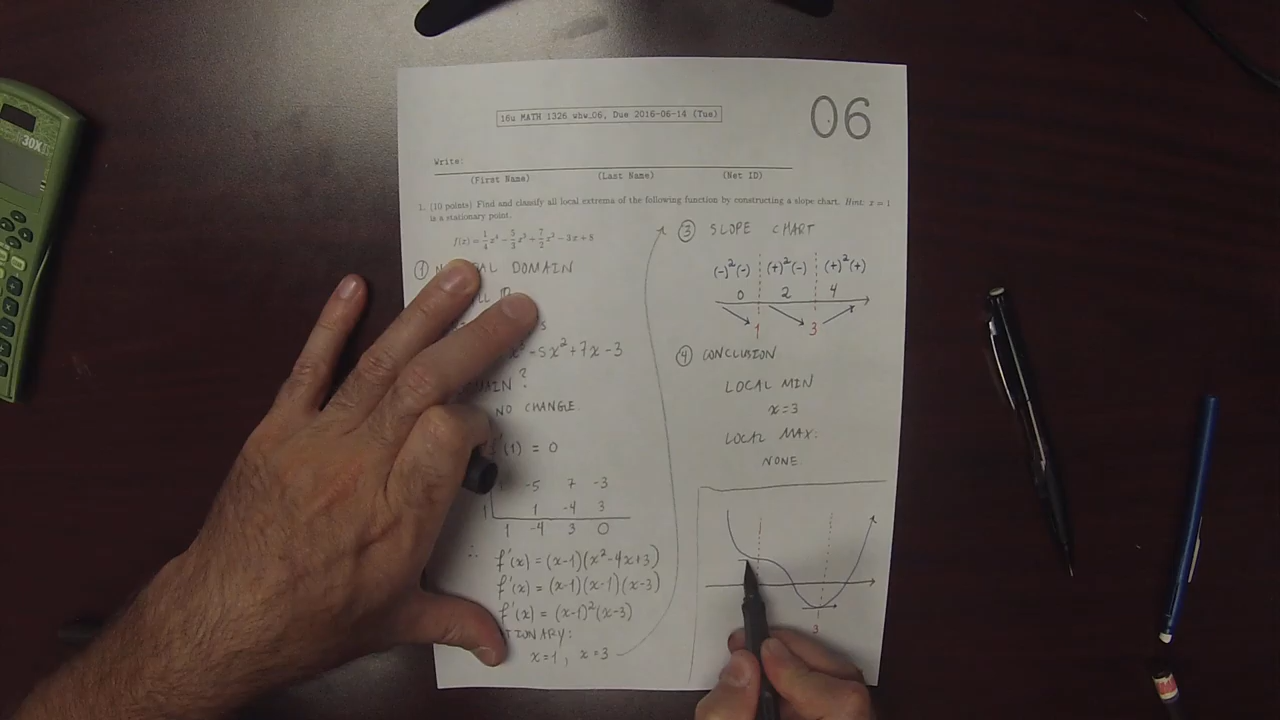 30X
06
16u MATH 1326 whw_06, Due 2016-06-14 (Tue)
Write:
(First Name) (Last Name) (Net ID)
1. (10 points) Find and classify all local extrema of the following function by constructing a slope chart. Hint: x = 1
is a stationary point.
f(x) = 1/4 x⁴ − 5/3 x³ + 7/2 x² − 3x + 5
① DOMAIN
-5x² + 7x - 3
?
NO CHANGE.
(1) = 0
-5 7 -3
1 1 -4 3
1 -4 3 0
∴ f'(x) = (x-1)(x²-4x+3)
f'(x) = (x-1)(x-1)(x-3)
f'(x) = (x-1)²(x-3)
x=1, x=3
③ SLOPE CHART
(-)²(-) (+)²(-) (+)²(+)
0 2 4
1 3
④ CONCLUSION
LOCAL MIN
x=3
LOCAL MAX:
NONE.
3